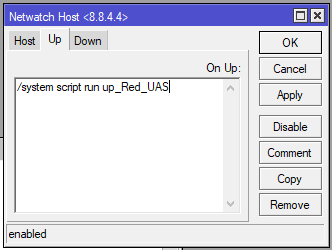 Netwatch Host <8.8.4.4>
Host
Up
Down
On Up:
/system script run up_Red_UAS
OK
Cancel
Apply
Disable
Comment
Copy
Remove
enabled